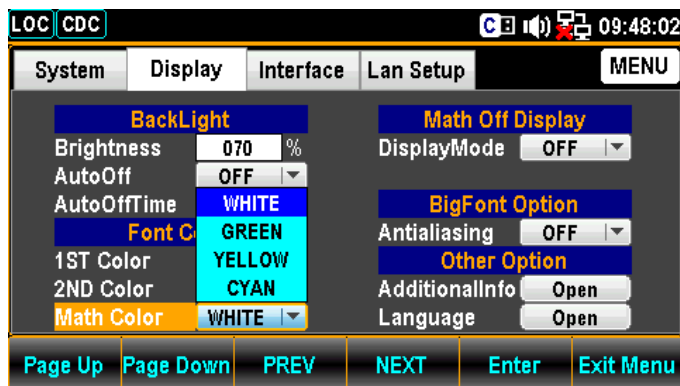 LOC CDC C 09:48:02
System Display Interface Lan Setup MENU
BackLight
Brightness 070 %
AutoOff OFF
AutoOffTime
WHITE
GREEN
YELLOW
CYAN
Font C
1ST Color
2ND Color
Math Color WHITE
Math Off Display
DisplayMode OFF
BigFont Option
Antialiasing OFF
Other Option
AdditionalInfo Open
Language Open
Page Up Page Down PREV NEXT Enter Exit Menu